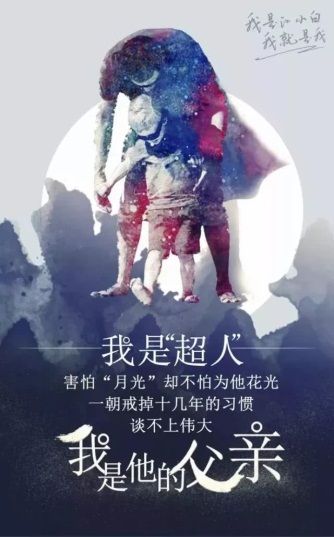 我是江小白
我就是我
我是“超人”
害怕“月光”却不怕为他花光
一朝戒掉十几年的习惯
谈不上伟大
我是他的父亲